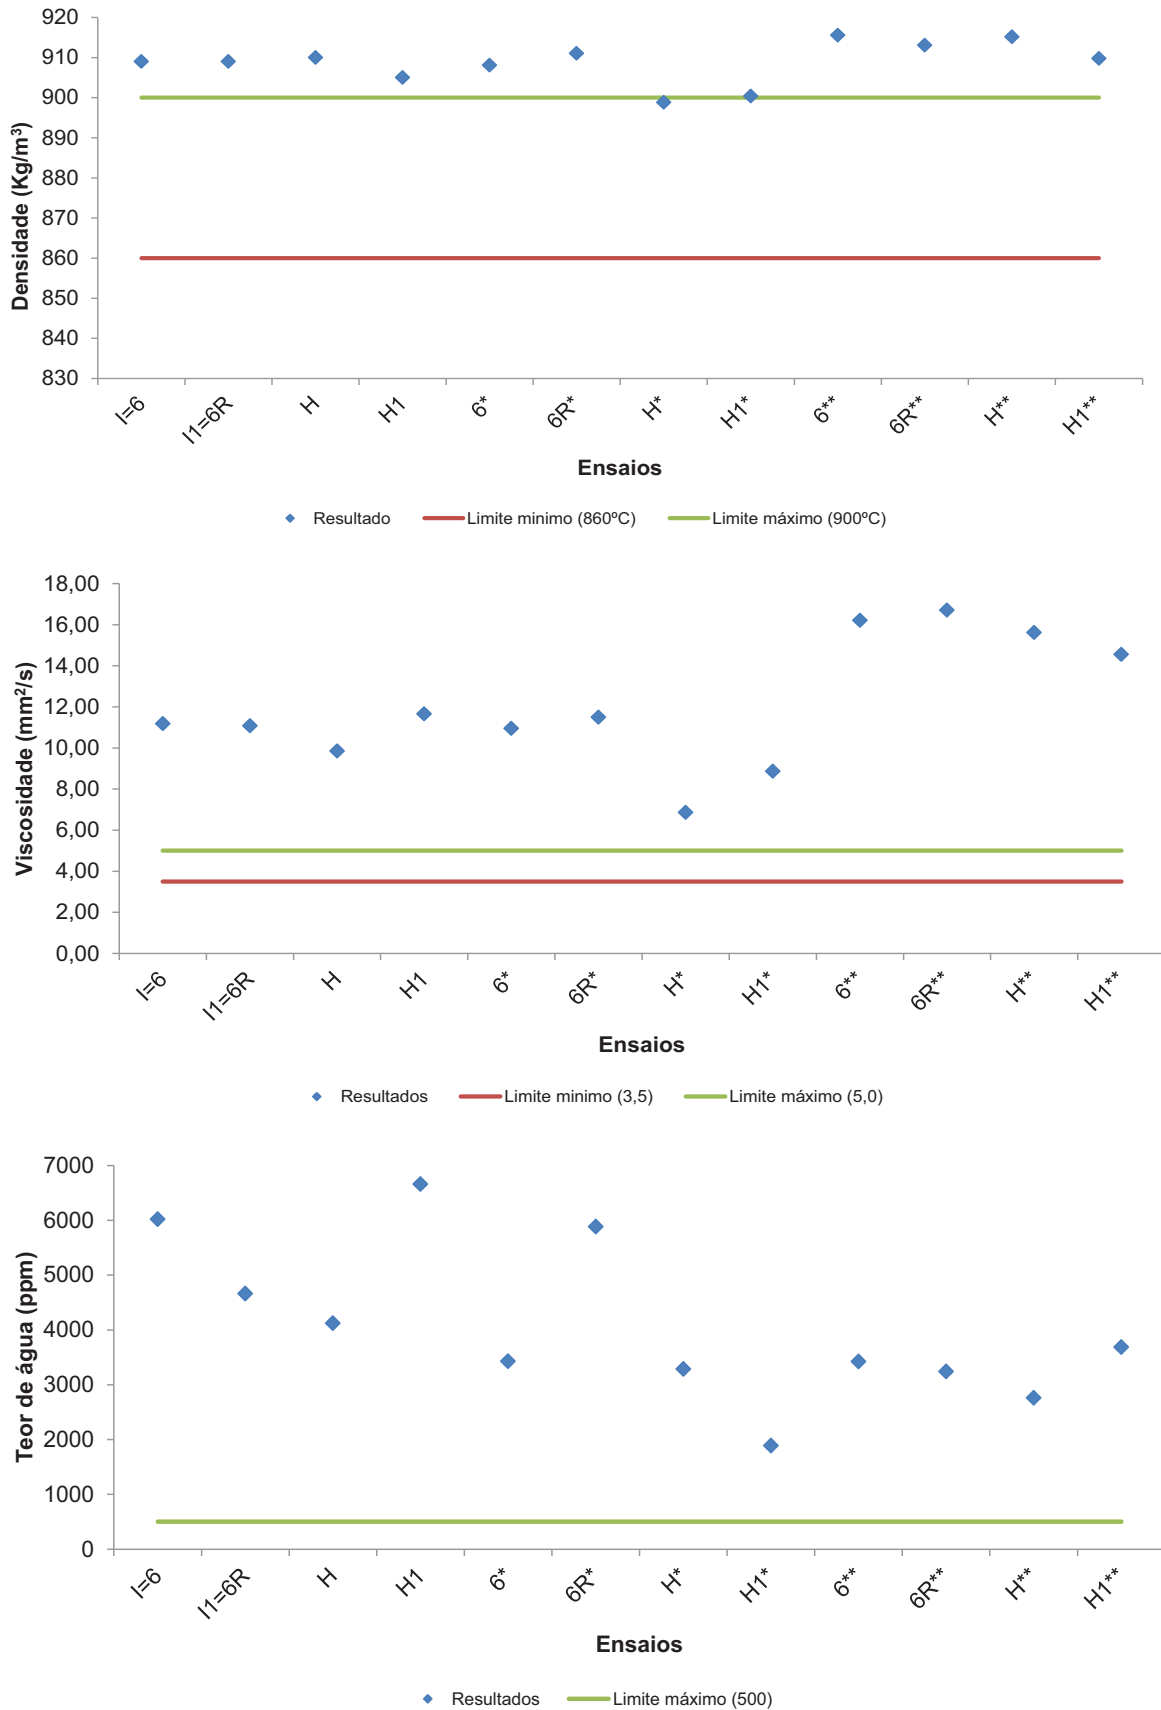 920
910
900
890
880
870
860
850
840
830
Densidade (Kg/m³)
I=6
I1=6R
H
H1
6*
6R*
H*
H1*
6**
6R**
H**
H1**
Ensaios
Resultado
Limite minimo (860ºC)
Limite máximo (900ºC)
18,00
16,00
14,00
12,00
10,00
8,00
6,00
4,00
2,00
0,00
Viscosidade (mm²/s)
I=6
I1=6R
H
H1
6*
6R*
H*
H1*
6**
6R**
H**
H1**
Ensaios
Resultados
Limite minimo (3,5)
Limite máximo (5,0)
7000
6000
5000
4000
3000
2000
1000
0
Teor de água (ppm)
I=6
I1=6R
H
H1
6*
6R*
H*
H1*
6**
6R**
H**
H1**
Ensaios
Resultados
Limite máximo (500)